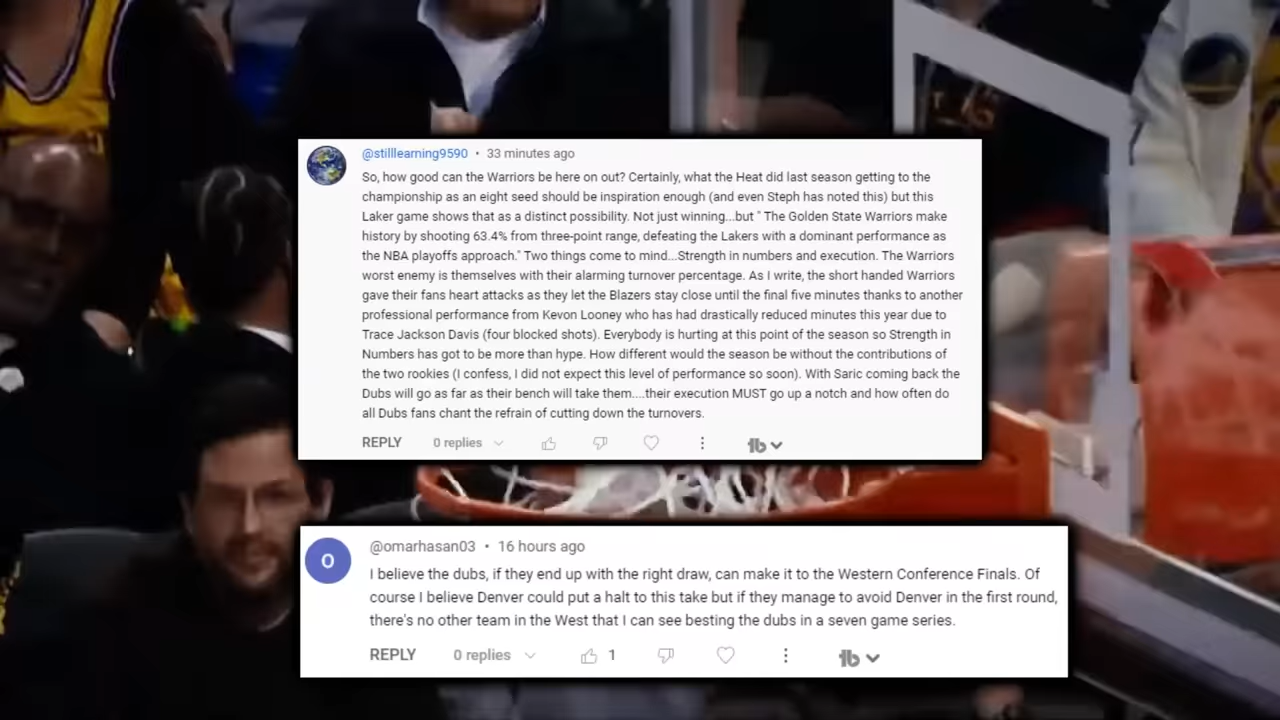 @stilllearning9590 • 33 minutes ago
So, how good can the Warriors be here on out? Certainly, what the Heat did last season getting to the
championship as an eight seed should be inspiration enough (and even Steph has noted this) but this
Laker game shows that as a distinct possibility. Not just winning...but " The Golden State Warriors make
history by shooting 63.4% from three-point range, defeating the Lakers with a dominant performance as
the NBA playoffs approach." Two things come to mind...Strength in numbers and execution. The Warriors
worst enemy is themselves with their alarming turnover percentage. As I write, the short handed Warriors
gave their fans heart attacks as they let the Blazers stay close until the final five minutes thanks to another
professional performance from Kevon Looney who has had drastically reduced minutes this year due to
Trace Jackson Davis (four blocked shots). Everybody is hurting at this point of the season so Strength in
Numbers has got to be more than hype. How different would the season be without the contributions of
the two rookies (I confess, I did not expect this level of performance so soon). With Saric coming back the
Dubs will go as far as their bench will take them....their execution MUST go up a notch and how often do
all Dubs fans chant the refrain of cutting down the turnovers.
REPLY 0 replies
O
@omarhasan03 • 16 hours ago
I believe the dubs, if they end up with the right draw, can make it to the Western Conference Finals. Of
course I believe Denver could put a halt to this take but if they manage to avoid Denver in the first round,
there's no other team in the West that I can see besting the dubs in a seven game series.
REPLY 0 replies 1